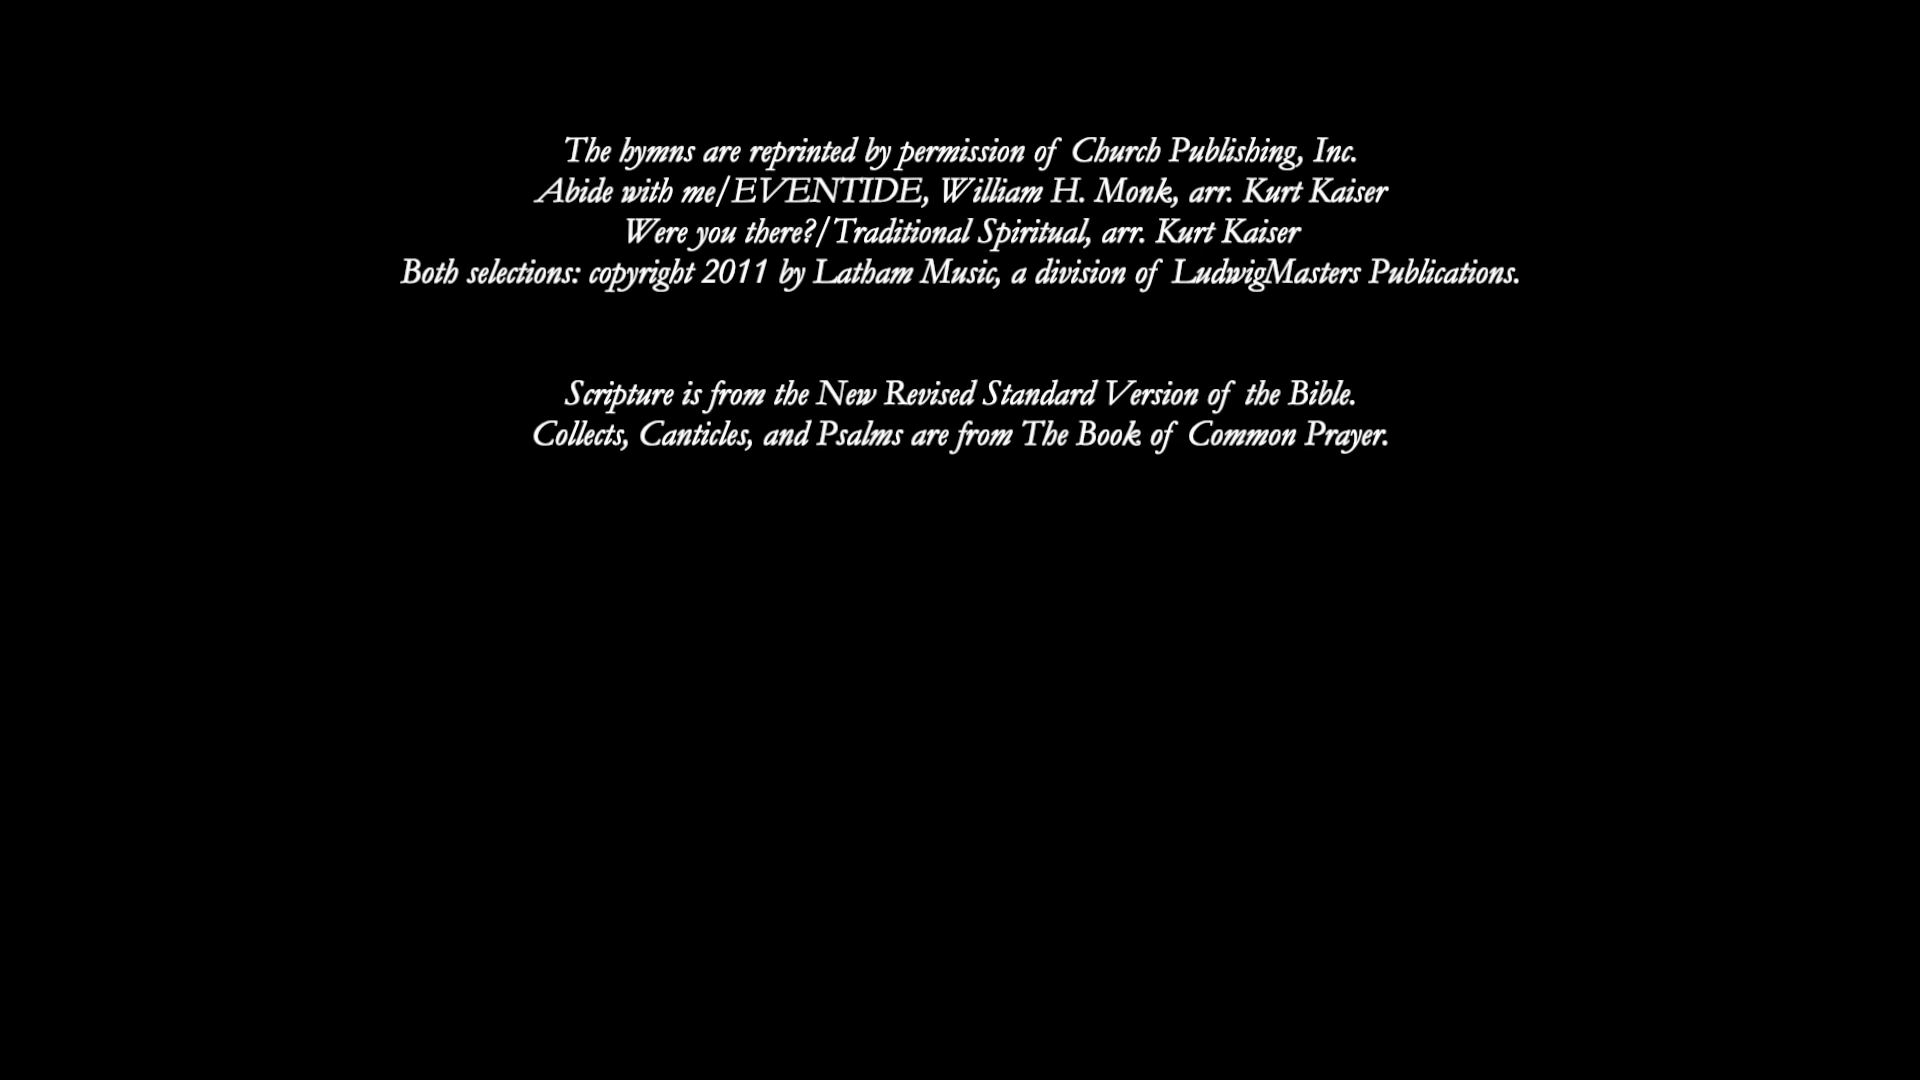 The hymns are reprinted by permission of Church Publishing, Inc.
Abide with me/EVENTIDE, William H. Monk, arr. Kurt Kaiser
Were you there?/Traditional Spiritual, arr. Kurt Kaiser
Both selections: copyright 2011 by Latham Music, a division of LudwigMasters Publications.
Scripture is from the New Revised Standard Version of the Bible.
Collects, Canticles, and Psalms are from The Book of Common Prayer.